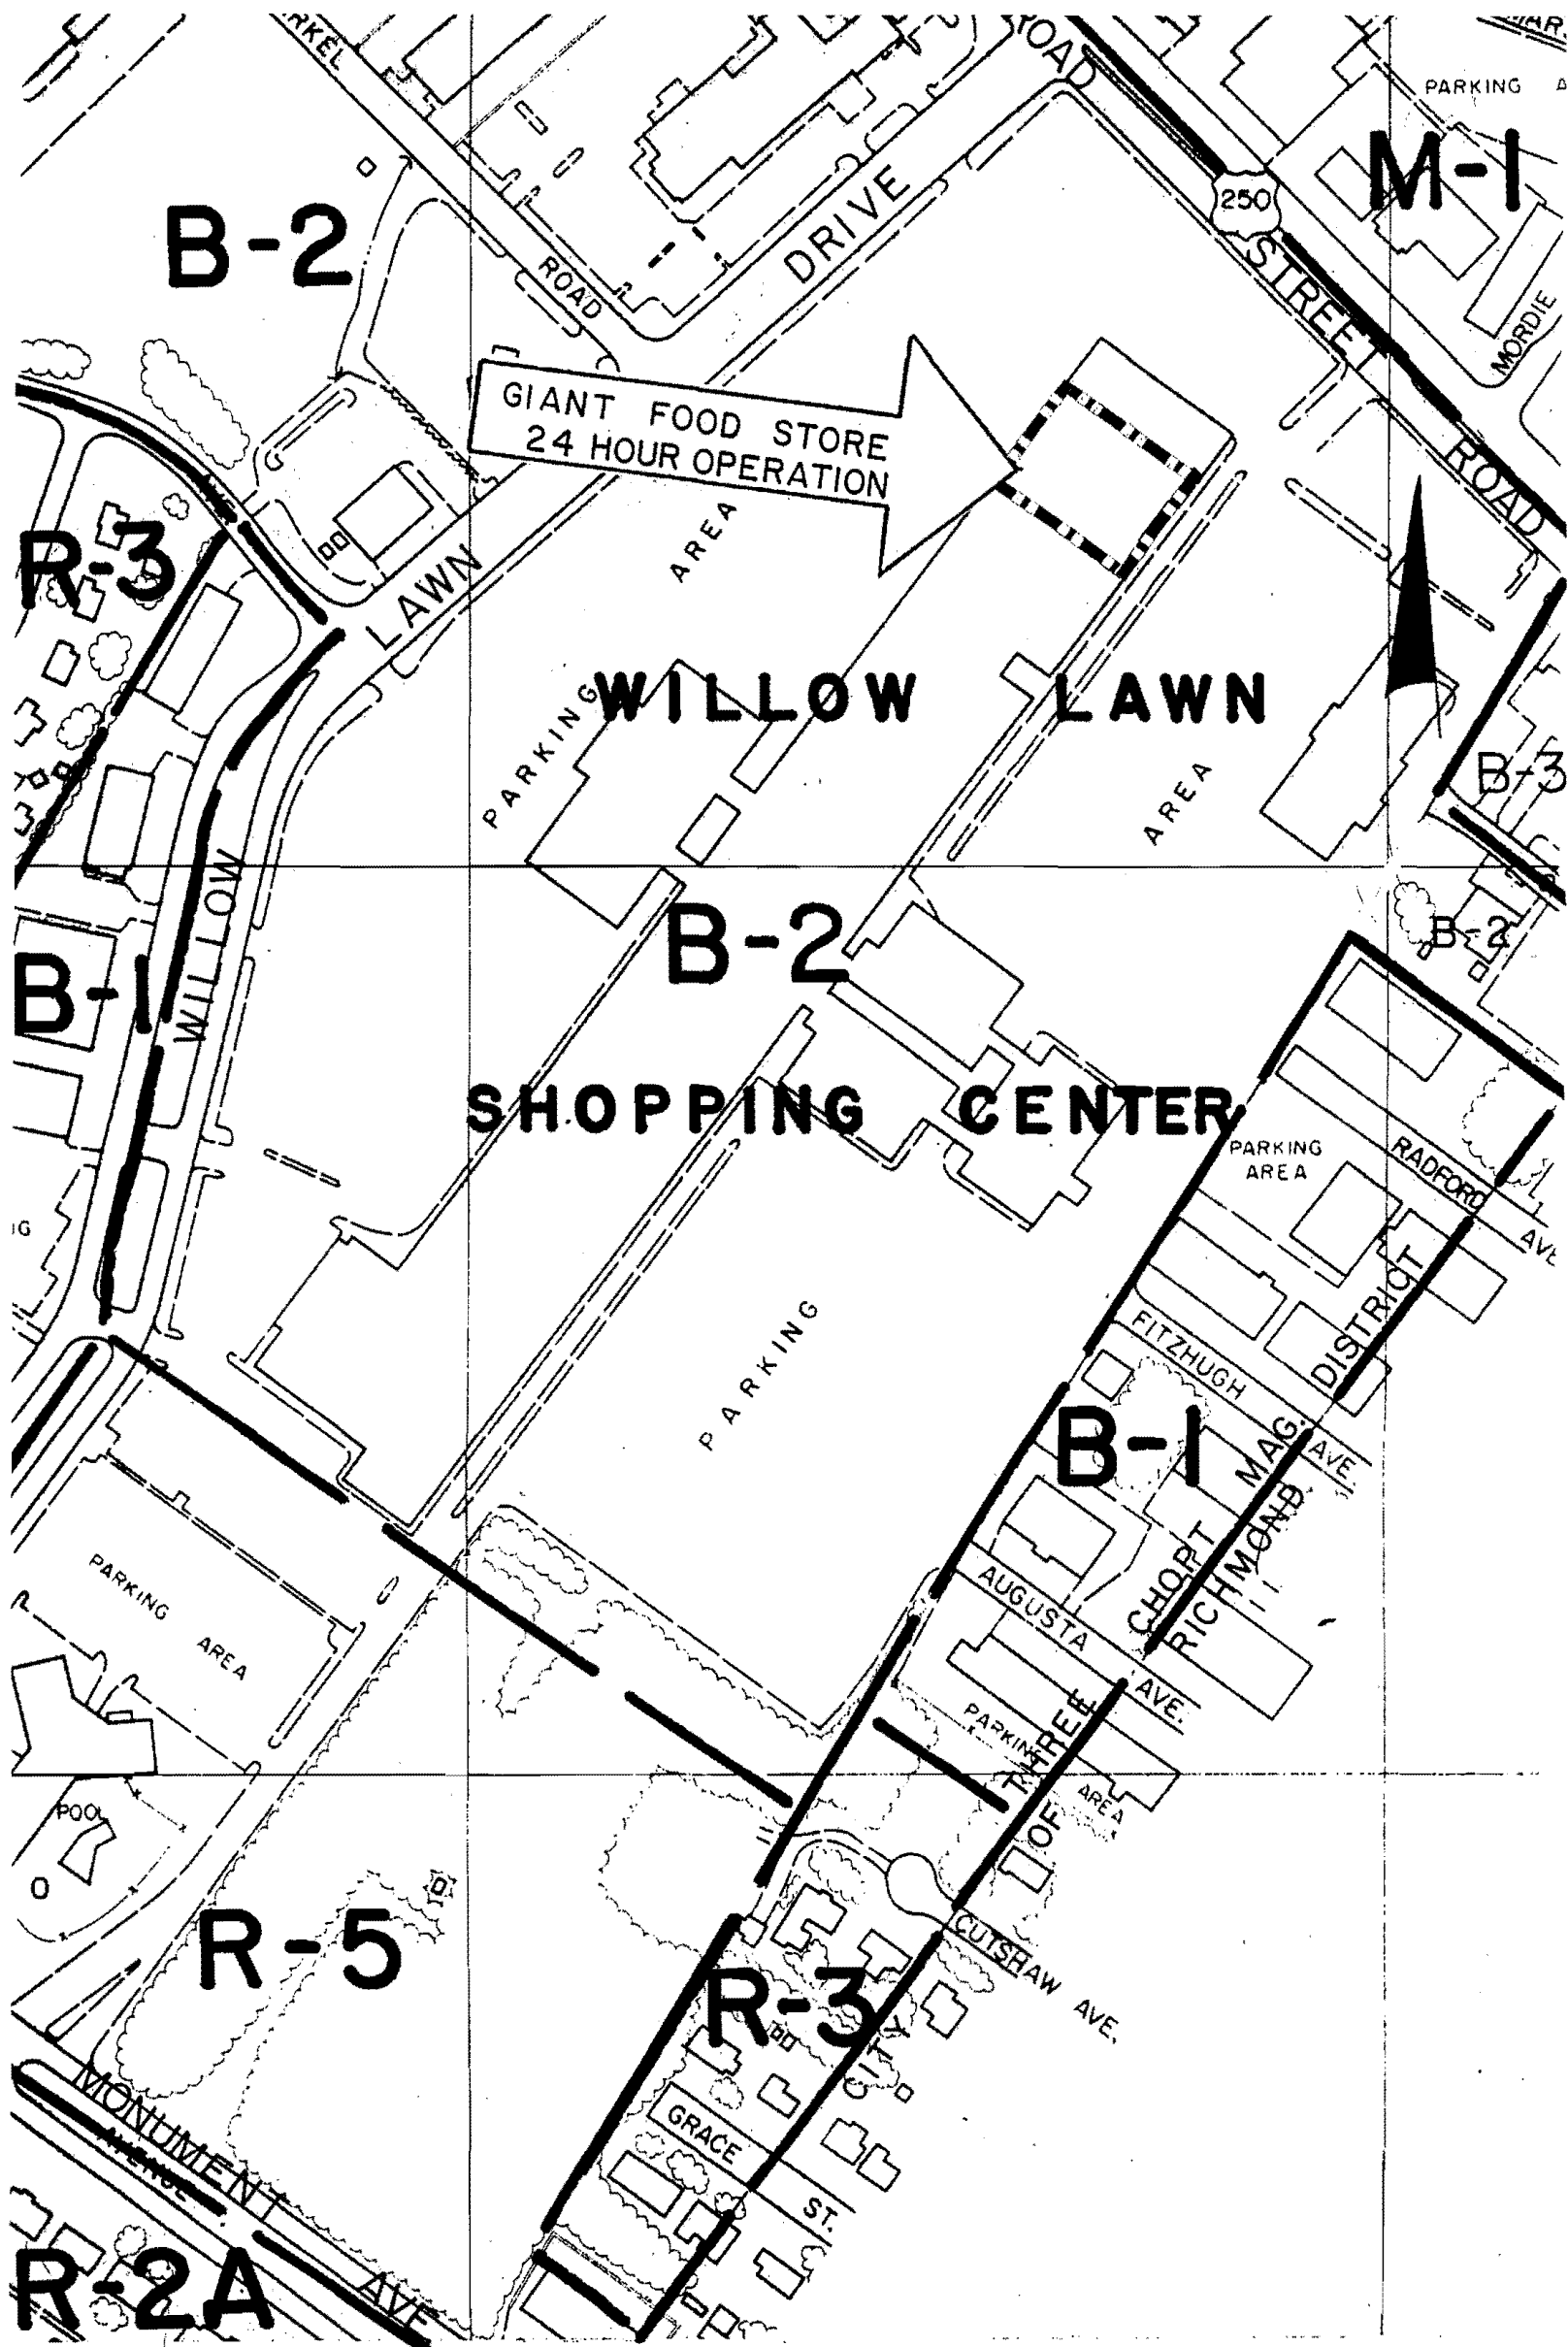 ROAD
PARKING
M-1
250
STREET
ROAD
MORDIE
B-2
ROAD
DRIVE
GIANT FOOD STORE
24 HOUR OPERATION
R-3
LAWN
PARKING AREA
WILLOW LAWN
AREA
B-3
B-2
B-1
WILLOW
B-2
SHOPPING CENTER
PARKING
AREA
RADFORD AVE
PARKING
FITZHUGH AVE.
B-1
AUGUSTA AVE.
CHOPT MAG. DISTRICT
THREE
OF
RICHMOND
CITY
PARKING
AREA
PARKING
AREA
POOL
O
R-5
R-3
CUTSHAW AVE.
GRACE ST.
MONUMENT AVE
AVENUE
R-2A